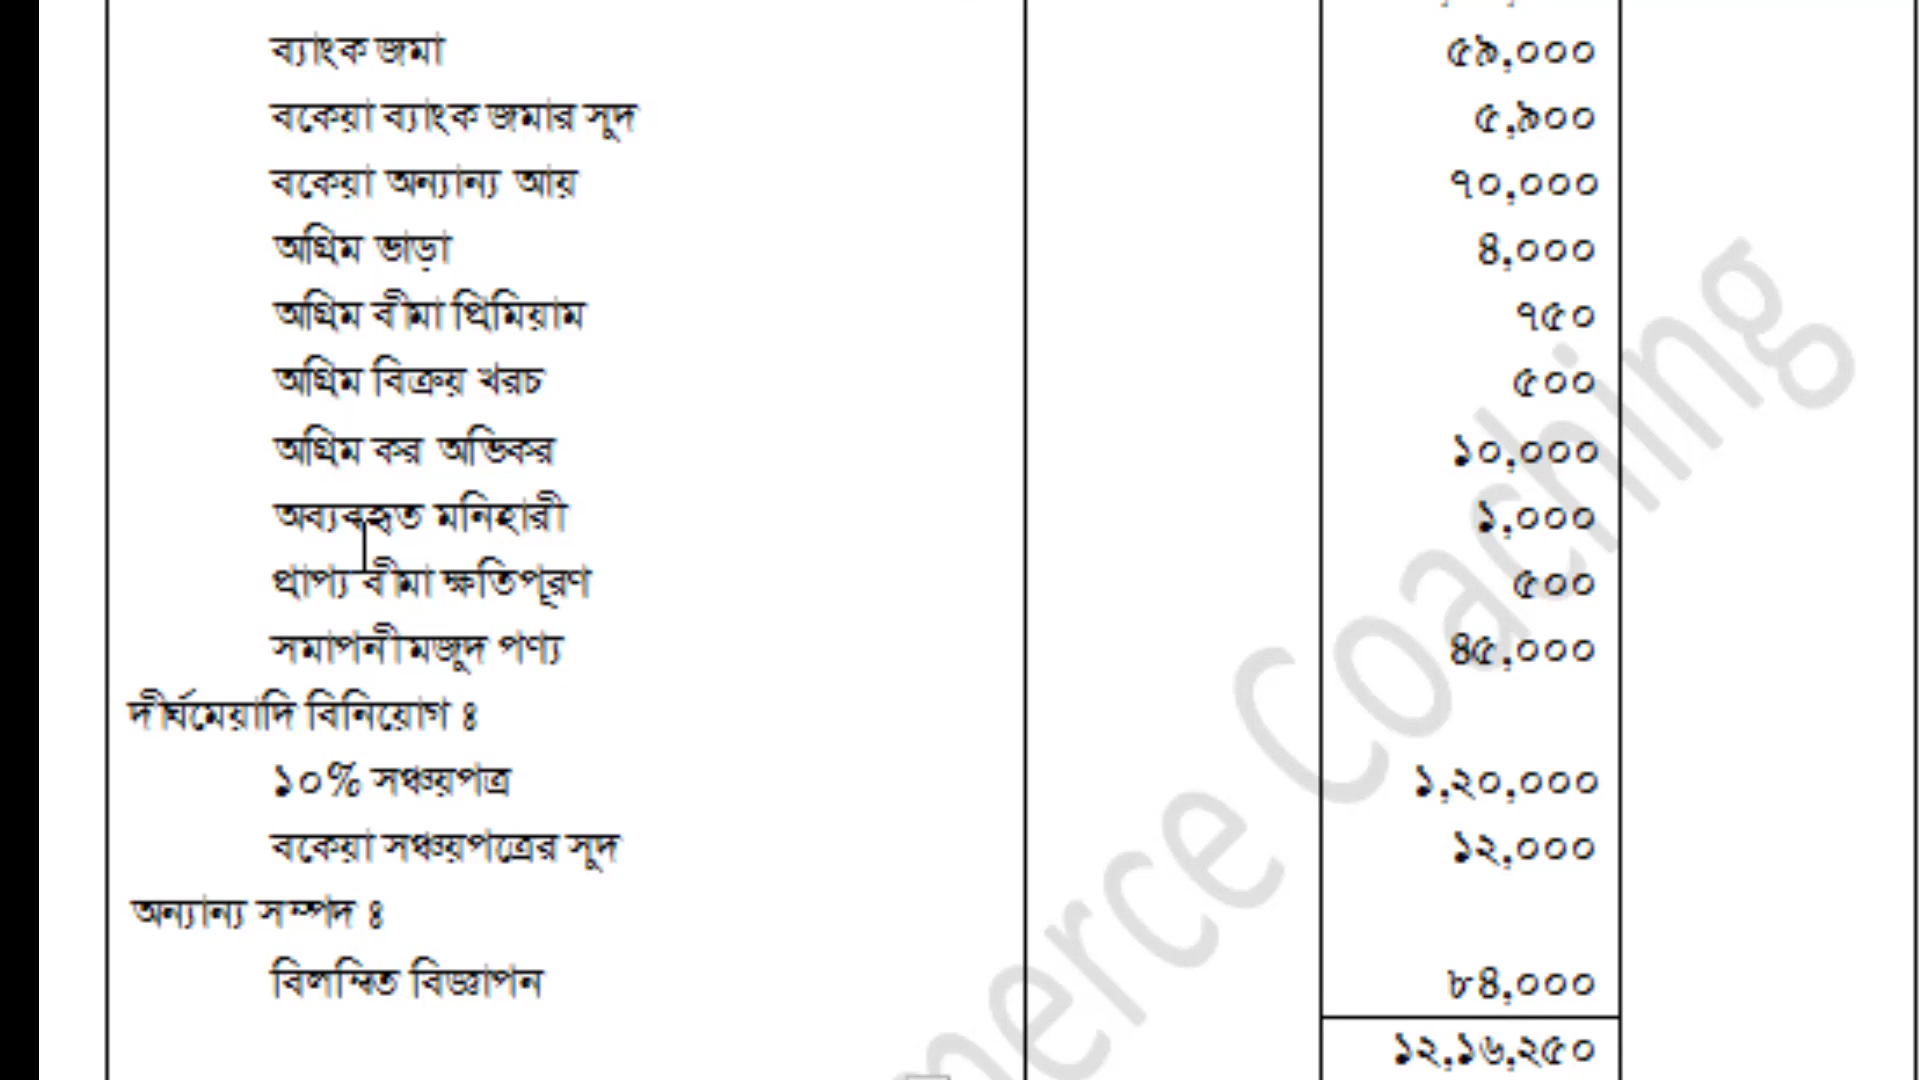 ব্যাংক জমা ৫৯,০০০
বকেয়া ব্যাংক জমার সূদ ৫,৯০০
বকেয়া অন্যান্য আয় ৭০,০০০
অগ্রিম ভাড়া ৪,০০০
অগ্রিম বীমা প্রিমিয়াম ৭৫০
অগ্রিম বিক্রয় খরচ ৫০০
অগ্রিম কর অভিকর ১০,০০০
অব্যবহৃত মনিহারী ১,০০০
প্রাপ্য বীমা ক্ষতিপূরণ ৫০০
সমাপনীমজুদ পণ্য ৪৫,০০০
দীর্ঘমেয়াদি বিনিয়োগ ঃ
১০% সঞ্চয়পত্র ১,২০,০০০
বকেয়া সঞ্চয়পত্রের সূদ ১২,০০০
অন্যান্য সম্পদ ঃ
বিলম্বিত বিজ্ঞাপন ৮৪,০০০
১২,১৬,২৫০
Coaching